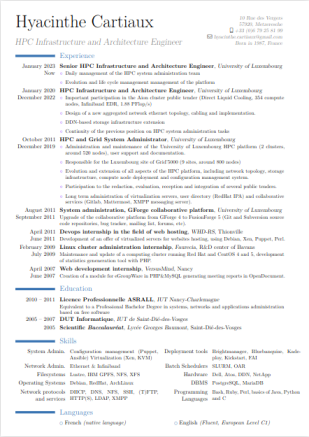 Hyacinthe Cartiaux
HPC Infrastructure and Architecture Engineer
10 Rue des Vergers
57999, Metzeresche
hyacinthe.cartiaux@gmail.com
Born in 1987, France
Experience
January 2023 Senior HPC Infrastructure and Architecture Engineer, University of Luxembourg
Now ○ Daily management of the HPC system administration team
○ Evolution and life cycle management of the HPC platform
January 2020 HPC Infrastructure and Architecture Engineer, University of Luxembourg
December 2022 ○ Important participation in the Aion cluster public tender (Direct Liquid Cooling, 354 compute
nodes, Infiniband EDR, 1.88 PFlop/s)
○ Design of a new aggregated network ethernet topology, cabling and implementation
○ DDN-based storage infrastructure extension
○ Continuity of the previous position on HPC system administration tasks
October 2011 HPC and Grid System Administrator, University of Luxembourg
December 2019 ○ Administration and maintenance of the University of Luxembourg HPC platform (2 clusters,
around 520 nodes), user support and documentation.
○ Responsible for the Luxembourg site of Grid'5000 (9 sites, around 800 nodes)
○ Evolution and extension of all aspects of the HPC platform, including network topology, storage
infrastructure, compute node deployment and configuration management system
○ Participation to the redaction, evaluation, reception and integration of several public tenders.
○ Long term administration of virtualization servers, user directory (RedHat IPA) and collaborative
services (Gitlab, Mattermost, XMPP messaging server).
August 2011 System administration, GForge collaborative platform, University of Luxembourg
September 2011 Upgrade of the collaborative platform from GForge 4 to FusionForge 5 (Git and Subversion source
code repositories, bug tracker, mailing list, forums, etc).
April 2011 Devops internship in the field of web hosting, WRD-RS, Thionville
June 2011 Development of an offer of virtualized servers for websites hosting, using Debian, Xen, Puppet, Perl.
February 2009 Linux cluster administration internship, Faurecia, R&D center of Bavans
July 2009 Maintenance and update of a computing cluster running Red Hat and CentOS 4 and 5, development
of statistics generation tool with PHP.
April 2007 Web development internship, VersusMind, Nancy
June 2007 Creation of a module for eGroupWare in PHP&MySQL generating meeting reports in OpenDocument.
Education
2010 – 2011 Licence Professionelle ASRALL, IUT Nancy-Charlemagne
Equivalent to a Professional Bachelor Degree in systems, networks and applications administration
based on free software
2005 – 2007 DUT Informatique, IUT de Saint-Dié-des-Vosges
2005 Scientific Baccalauréat, Lycée Georges Baumont, Saint-Dié-des-Vosges
Skills
System Admin. Configuration management (Puppet, Ansible) Virtualization (Xen, KVM)
Deployment tools Brightmanager, Bluebanquise, Kadeploy, Kickstart, FAI
Network Admin. Ethernet & Infiniband
Batch Schedulers SLURM, OAR
Filesystems Lustre, IBM GPFS, NFS, XFS
Hardware Dell, Atos, DDN, NetApp
Operating Systems Debian, RedHat, ArchLinux
DBMS PostgreSQL, MariaDB
Network protocols and services DHCP, DNS, NFS, SSH, (T)FTP, HTTP(S), LDAP, XMPP
Programming Languages Bash, Ruby, Perl, basics of Java, Python and C
Languages
○ French (native language)
○ English (Fluent, European Level C1)